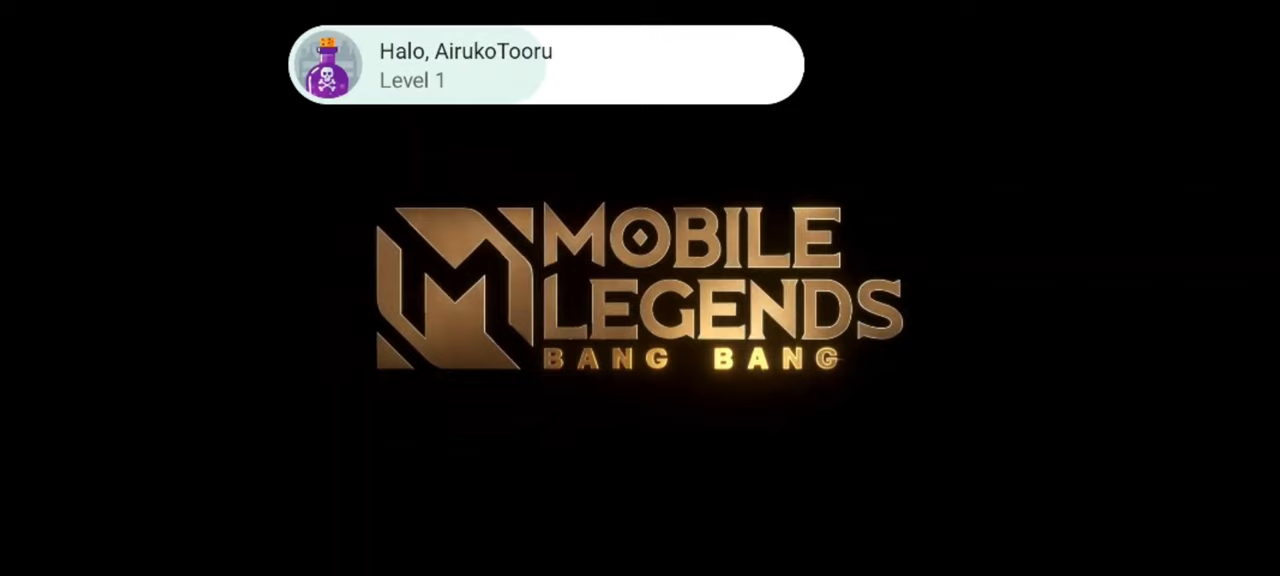 Halo, AirukoTooru
Level 1
MOBILE
LEGENDS
BANG BANG